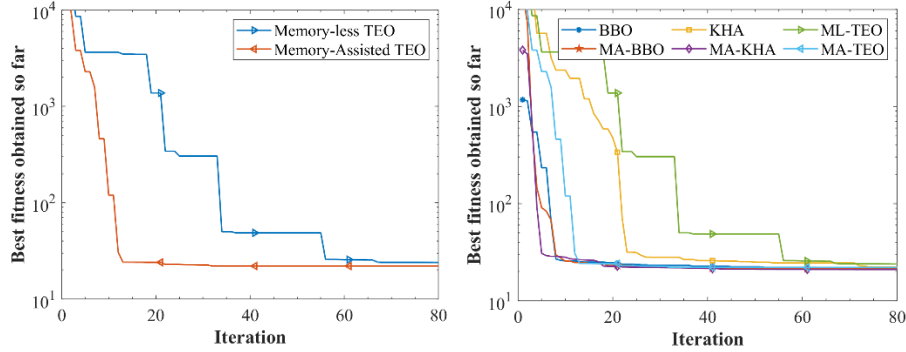 Best fitness obtained so far
10^4
10^3
10^2
10^1
0
20
40
60
80
Iteration
Memory-less TEO
Memory-Assisted TEO
Best fitness obtained so far
10^4
10^3
10^2
10^1
0
20
40
60
80
Iteration
BBO KHA ML-TEO
MA-BBO MA-KHA MA-TEO